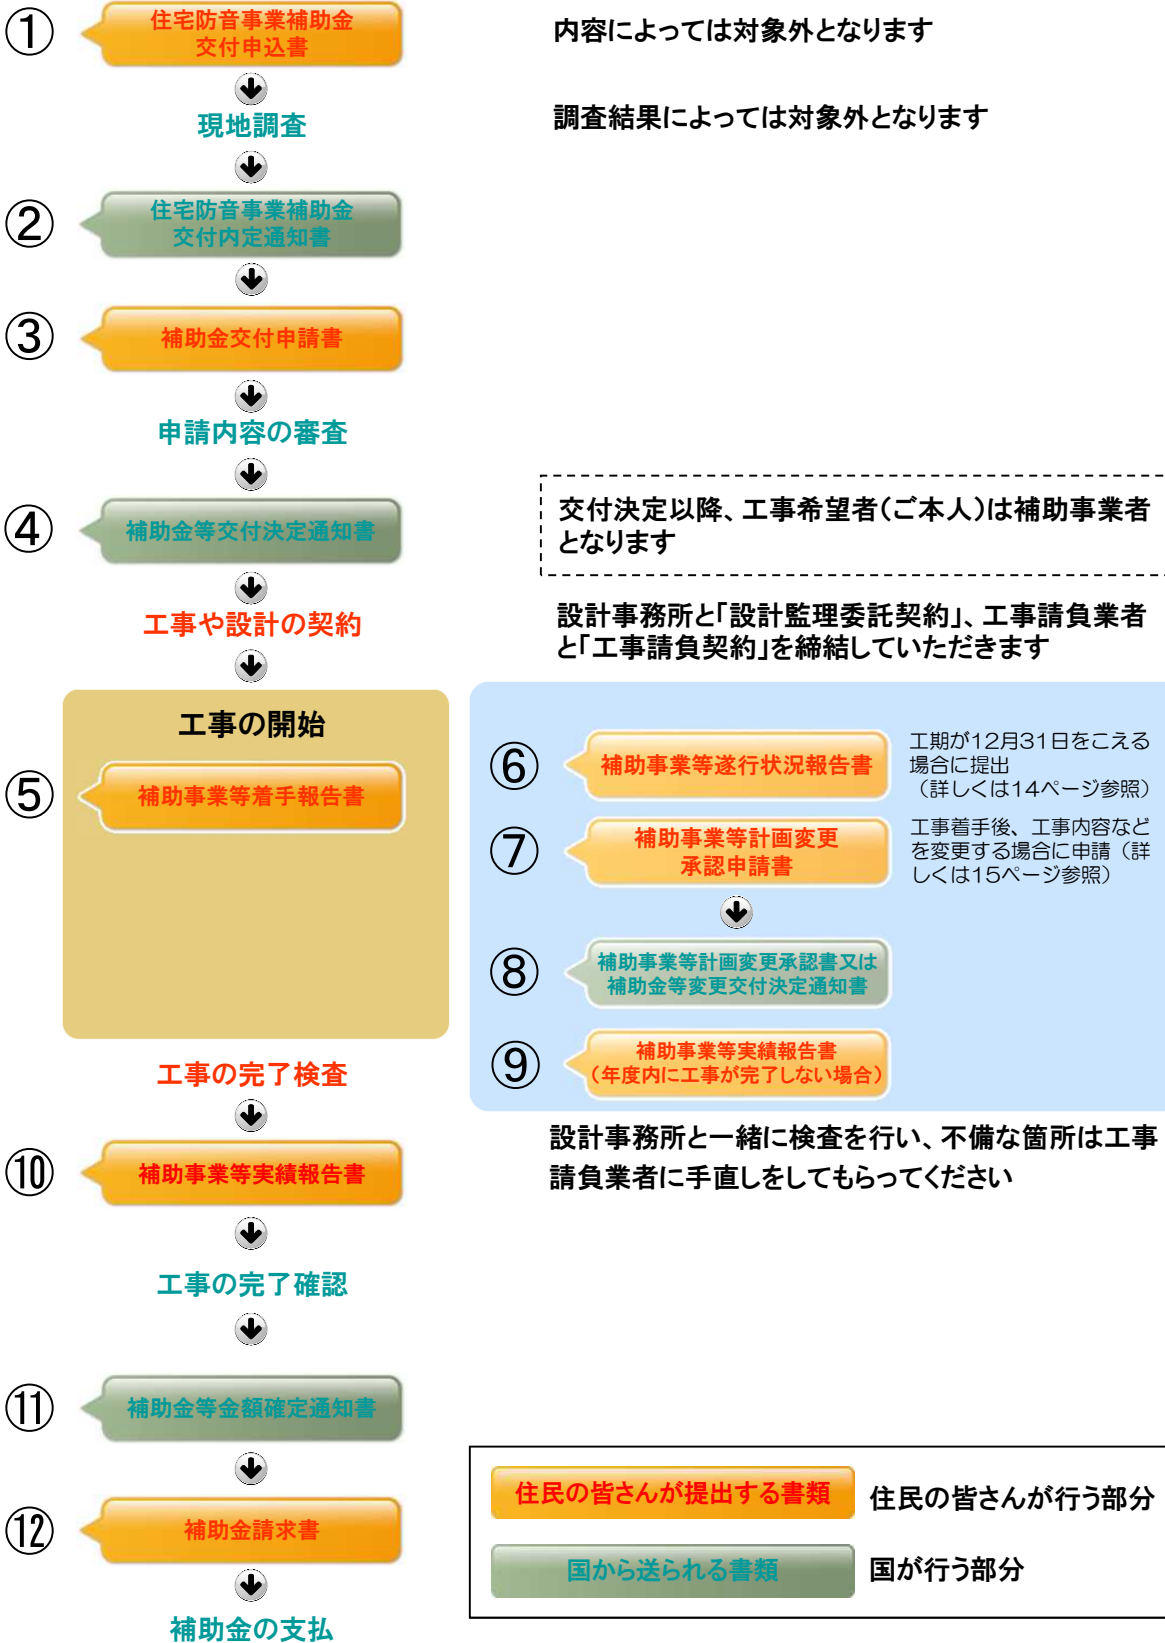 ①
住宅防音事業補助金
交付申込書
内容によっては対象外となります
現地調査
調査結果によっては対象外となります
②
住宅防音事業補助金
交付内定通知書
③
補助金交付申請書
申請内容の審査
④
補助金等交付決定通知書
交付決定以降、工事希望者(ご本人)は補助事業者
となります
工事や設計の契約
設計事務所と「設計監理委託契約」、工事請負業者
と「工事請負契約」を締結していただきます
工事の開始
⑤
補助事業等着手報告書
⑥
補助事業等遂行状況報告書
工期が12月31日をこえる
場合に提出
(詳しくは14ページ参照)
⑦
補助事業等計画変更
承認申請書
工事着手後、工事内容など
を変更する場合に申請(詳
しくは15ページ参照)
⑧
補助事業等計画変更承認書又は
補助金等変更交付決定通知書
⑨
補助事業等実績報告書
(年度内に工事が完了しない場合)
工事の完了検査
設計事務所と一緒に検査を行い、不備な箇所は工事
請負業者に手直しをしてもらってください
⑩
補助事業等実績報告書
工事の完了確認
⑪
補助金等金額確定通知書
⑫
補助金請求書
補助金の支払
住民の皆さんが提出する書類
住民の皆さんが行う部分
国から送られる書類
国が行う部分